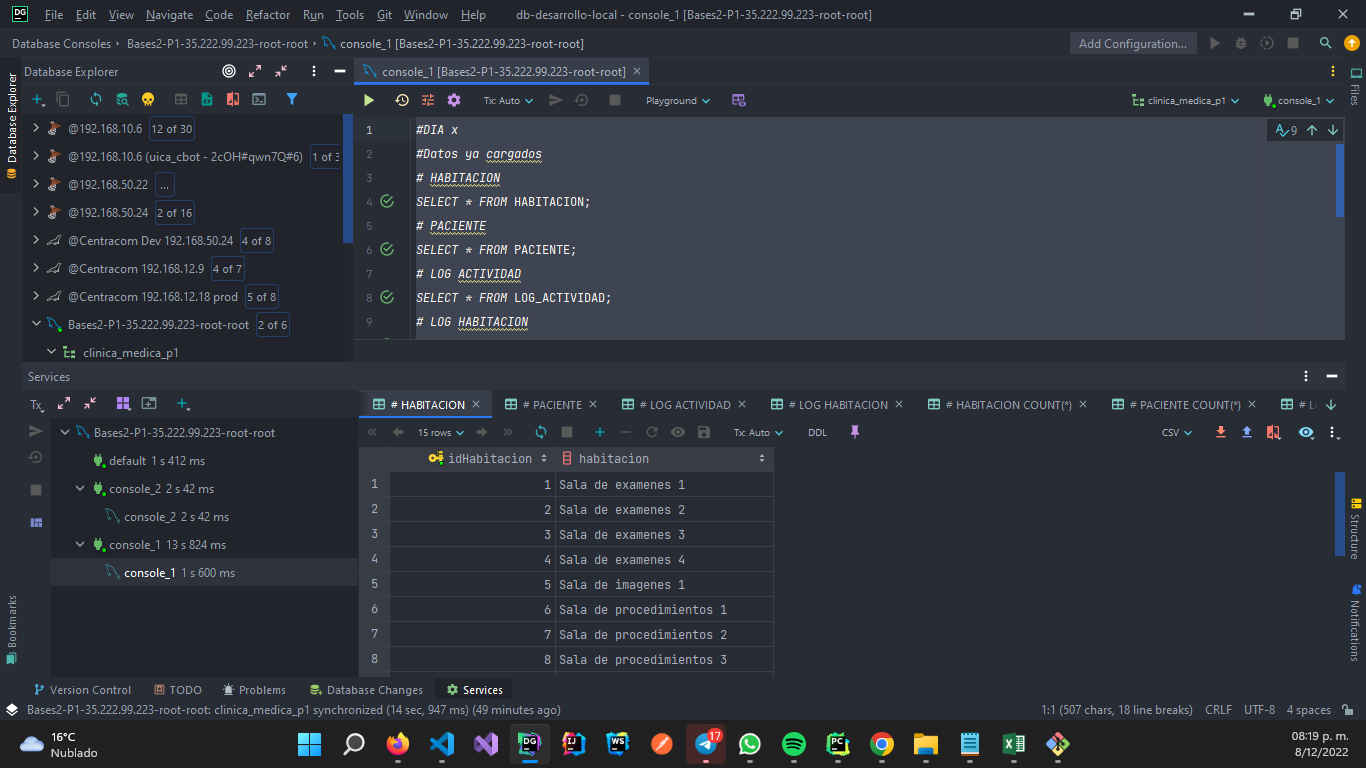 DG File Edit View Navigate Code Refactor Run Tools Git Window Help db-desarrollo-local - console_1 [Bases2-P1-35.222.99.223-root-root]
Database Consoles Bases2-P1-35.222.99.223-root-root console_1 [Bases2-P1-35.222.99.223-root-root] Add Configuration...
Database Explorer console_1 [Bases2-P1-35.222.99.223-root-root]
Database Explorer
Files
Tx: Auto Playground clinica_medica_p1 console_1
@192.168.10.6 12 of 30
@192.168.10.6 (uica_cbot - 2cOH#qwn7Q#6) 1 of 3
@192.168.50.22 ...
@192.168.50.24 2 of 16
@Centracom Dev 192.168.50.24 4 of 8
@Centracom 192.168.12.9 4 of 7
@Centracom 192.168.12.18 prod 5 of 8
Bases2-P1-35.222.99.223-root-root 2 of 6
clinica_medica_p1
1 #DIA x 9
2 #Datos ya cargados
3 # HABITACION
4 SELECT * FROM HABITACION;
5 # PACIENTE
6 SELECT * FROM PACIENTE;
7 # LOG ACTIVIDAD
8 SELECT * FROM LOG_ACTIVIDAD;
9 # LOG HABITACION
Services
Tx
Bases2-P1-35.222.99.223-root-root
default 1 s 412 ms
console_2 2 s 42 ms
console_2 2 s 42 ms
console_1 13 s 824 ms
console_1 1 s 600 ms
# HABITACION # PACIENTE # LOG ACTIVIDAD # LOG HABITACION # HABITACION COUNT(*) # PACIENTE COUNT(*)
15 rows Tx: Auto DDL CSV
idHabitacion habitacion
1 1 Sala de examenes 1
2 2 Sala de examenes 2
3 3 Sala de examenes 3
4 4 Sala de examenes 4
5 5 Sala de imagenes 1
6 6 Sala de procedimientos 1
7 7 Sala de procedimientos 2
8 8 Sala de procedimientos 3
Structure
Notifications
Bookmarks
Version Control TODO Problems Database Changes Services
Bases2-P1-35.222.99.223-root-root: clinica_medica_p1 synchronized (14 sec, 947 ms) (49 minutes ago) 1:1 (507 chars, 18 line breaks) CRLF UTF-8 4 spaces
16°C
Nublado
DG IJ WS 17 PC
08:19 p. m.
8/12/2022